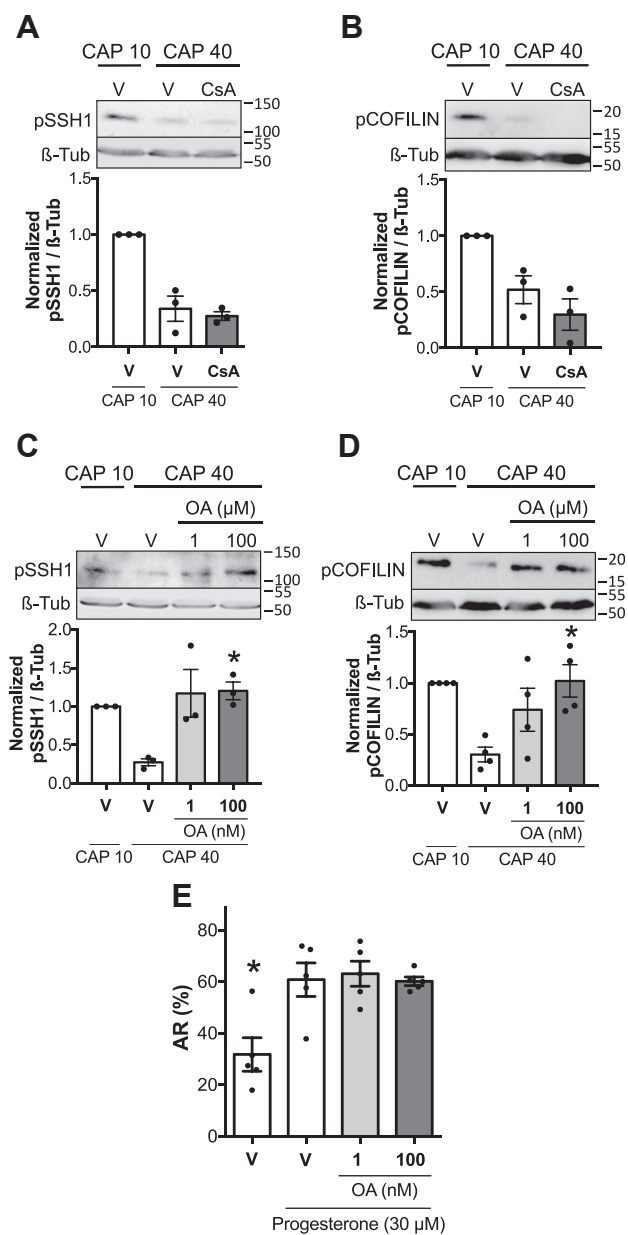 A
CAP 10 CAP 40
V V CsA
pSSH1
150
100
ß-Tub
55
50
Normalized
pSSH1 / ß-Tub
1.5
1.0
0.5
0.0
V V CsA
CAP 10 CAP 40
B
CAP 10 CAP 40
V V CsA
pCOFILIN
20
15
ß-Tub
55
50
Normalized
pCOFILIN / ß-Tub
1.5
1.0
0.5
0.0
V V CsA
CAP 10 CAP 40
C
CAP 10 CAP 40
OA (µM)
V V 1 100
pSSH1
150
100
ß-Tub
55
50
Normalized
pSSH1 / ß-Tub
2.0
1.5
1.0
0.5
0.0
*
V V 1 100
OA (nM)
CAP 10 CAP 40
D
CAP 10 CAP 40
OA (µM)
V V 1 100
pCOFILIN
20
15
ß-Tub
55
50
Normalized
pCOFILIN / ß-Tub
1.5
1.0
0.5
0.0
*
V V 1 100
OA (nM)
CAP 10 CAP 40
E
AR (%)
80
60
40
20
0
*
V V 1 100
OA (nM)
Progesterone (30 µM)